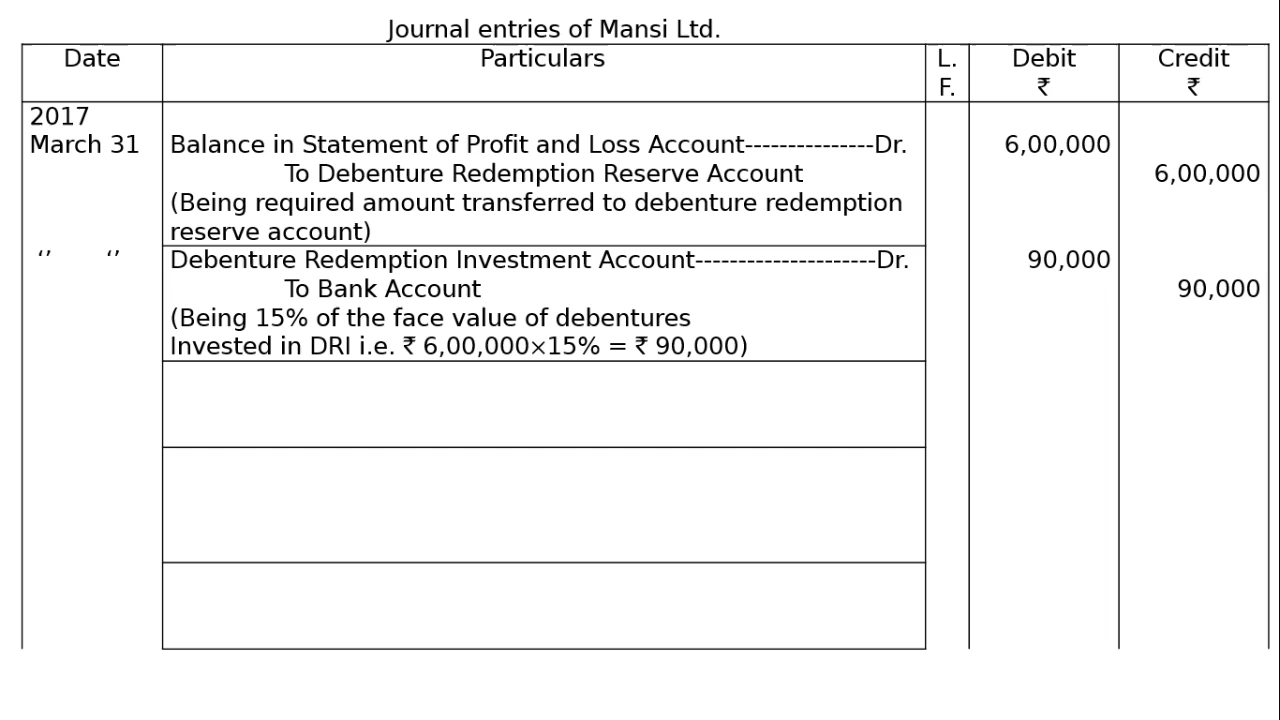 Journal entries of Mansi Ltd.
Date Particulars L. Debit Credit
F. ₹ ₹
2017
March 31 Balance in Statement of Profit and Loss Account---------------Dr. 6,00,000
To Debenture Redemption Reserve Account 6,00,000
(Being required amount transferred to debenture redemption
reserve account)
‘’ ‘’ Debenture Redemption Investment Account---------------------Dr. 90,000
To Bank Account 90,000
(Being 15% of the face value of debentures
Invested in DRI i.e. ₹ 6,00,000×15% = ₹ 90,000)